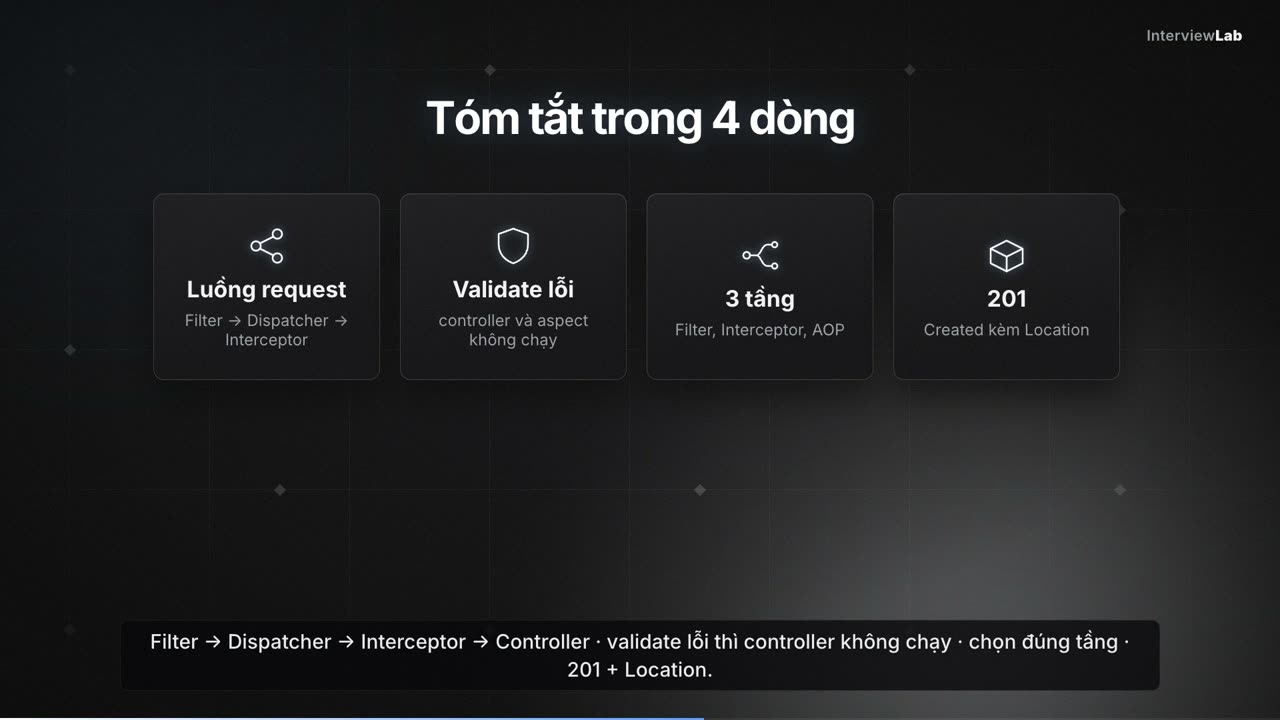 InterviewLab
Tóm tắt trong 4 dòng
Luồng request
Filter → Dispatcher →
Interceptor
Validate lỗi
controller và aspect
không chạy
3 tầng
Filter, Interceptor, AOP
201
Created kèm Location
Filter → Dispatcher → Interceptor → Controller · validate lỗi thì controller không chạy · chọn đúng tầng ·
201 + Location.